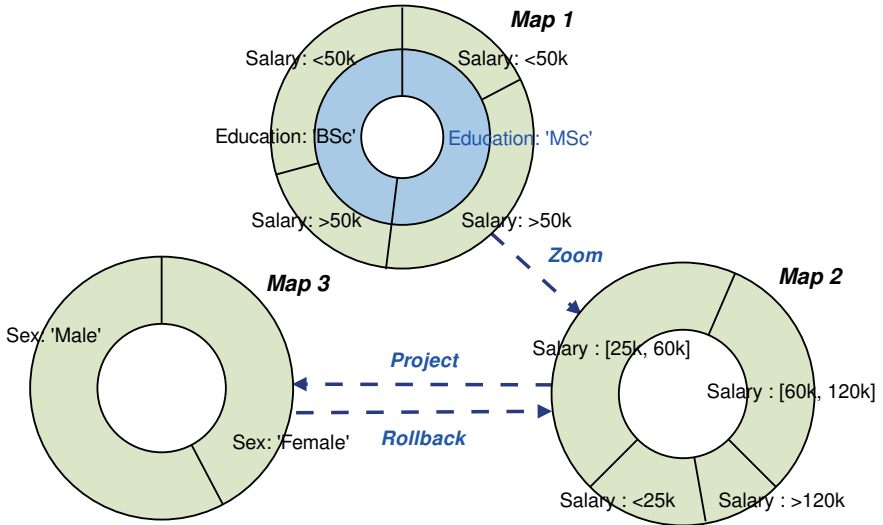 Map 1
Salary: <50k
Salary: <50k
Education: 'BSc'
Education: 'MSc'
Salary: >50k
Salary: >50k
Zoom
Map 3
Map 2
Sex: 'Male'
Salary : [25k, 60k]
Project
Salary : [60k, 120k]
Rollback
Sex: 'Female'
Salary : <25k
Salary : >120k